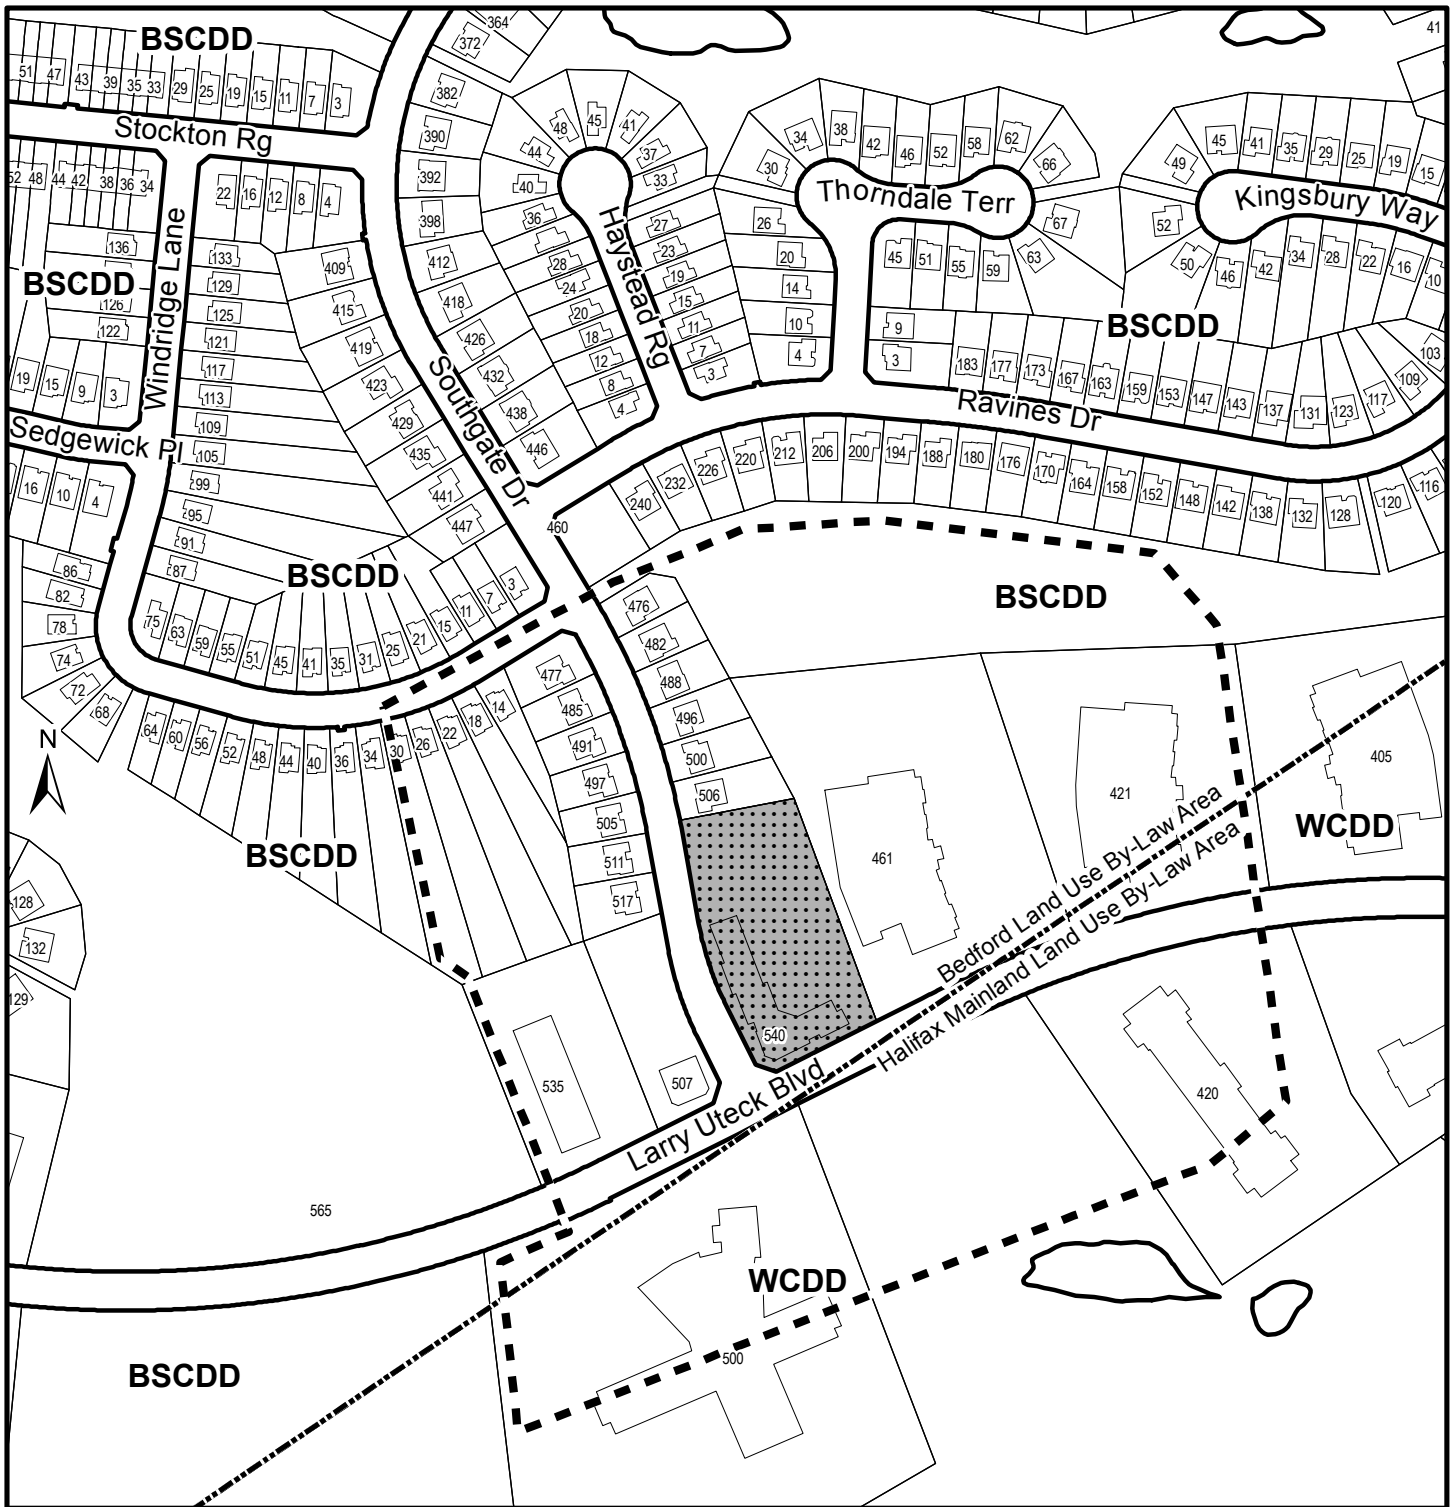 364
41
BSCDD
372
51 47 43 39 35 33 29 25 19 15 11 7 3
382
Stockton Rg
390
392
398
48 45 41
44 37
40 33
36
28
24
20
18
12
8
4
27
23
19
15
11
7
3
Haystead Rg
34 38 42 46 52 58 62
30 66
Thorndale Terr
67
26
20
14
10
4
45 51 55 59 63
9
3
45 41 35 29 25 19 15
49
Kingsbury Way
52
50 46 42 34 28 22 16 10
BSCDD
52 48 44 42 38 36 34
22 16 12 8 4
136
BSCDD
126
122
Windridge Lane
133
129
125
121
117
113
109
105
99
95
91
87
409
415
419
423
429
435
441
447
412
418
426
432
438
446
Southgate Dr
19 15 9 3
Sedgewick Pl
16 10 4
183 177 173 167 163 159 153 147 143 137 131 123 117 109 103
Ravines Dr
240 232 226 220 212 206 200 194 188 180 176 170 164 158 152 148 142 138 132 128 120 116
460
86
82
78
74
72
68
BSCDD
75 63 59 55 51 45 41 35 31 25 21 15 11 7 3
BSCDD
64 60 56 52 48 44 40 36 34 30 26 22 18 14
N
476
482
488
496
500
506
477
485
491
497
505
511
517
405
421
461
WCDD
BSCDD
Bedford Land Use By-Law Area
Halifax Mainland Land Use By-Law Area
128
132
129
540
535
507
420
Larry Uteck Blvd
565
WCDD
500
BSCDD